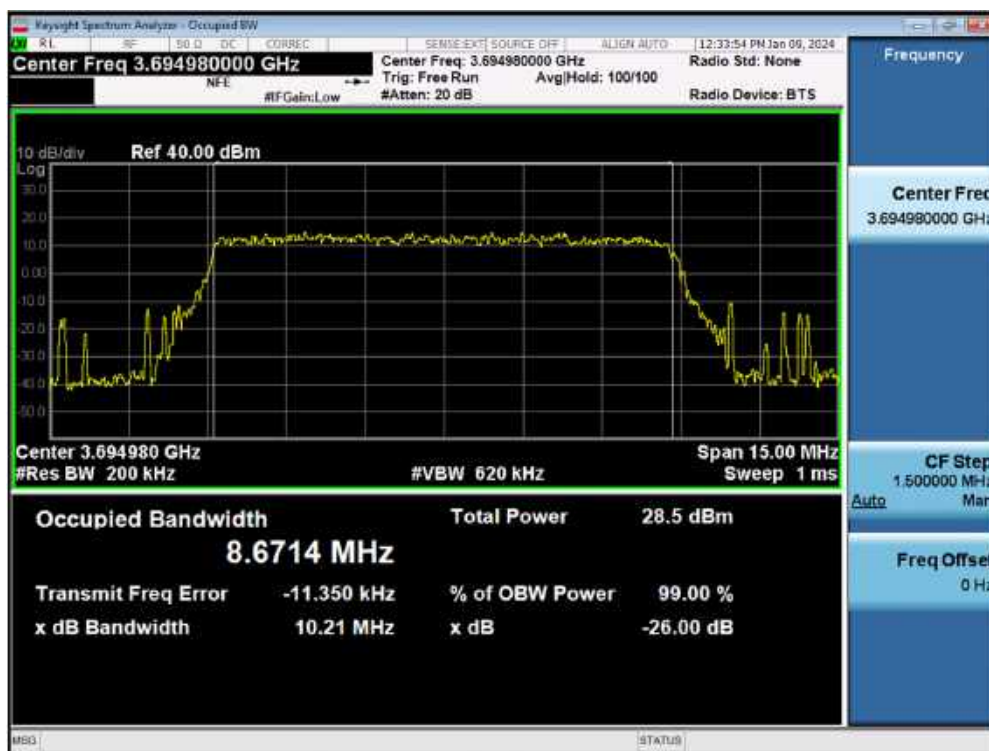 Keysight Spectrum Analyzer - Occupied BW
RL RF 50 Ω DC CORREC SENSE:EXT SOURCE OFF ALIGN AUTO 12:33:54 PM Jan 09, 2024
Center Freq 3.694980000 GHz Center Freq: 3.694980000 GHz Radio Std: None Frequency
NFE Trig: Free Run Avg|Hold: 100/100
#IFGain:Low #Atten: 20 dB Radio Device: BTS
10 dB/div Ref 40.00 dBm
Log
30.0
20.0
10.0
0.00
-10.0
-20.0
-30.0
-40.0
-50.0
Center 3.694980 GHz Span 15.00 MHz
#Res BW 200 kHz #VBW 620 kHz Sweep 1 ms
Occupied Bandwidth Total Power 28.5 dBm
8.6714 MHz
Transmit Freq Error -11.350 kHz % of OBW Power 99.00 %
x dB Bandwidth 10.21 MHz x dB -26.00 dB
Center Freq
3.694980000 GHz
CF Step
1.500000 MHz
Auto Man
Freq Offset
0 Hz
MSG STATUS